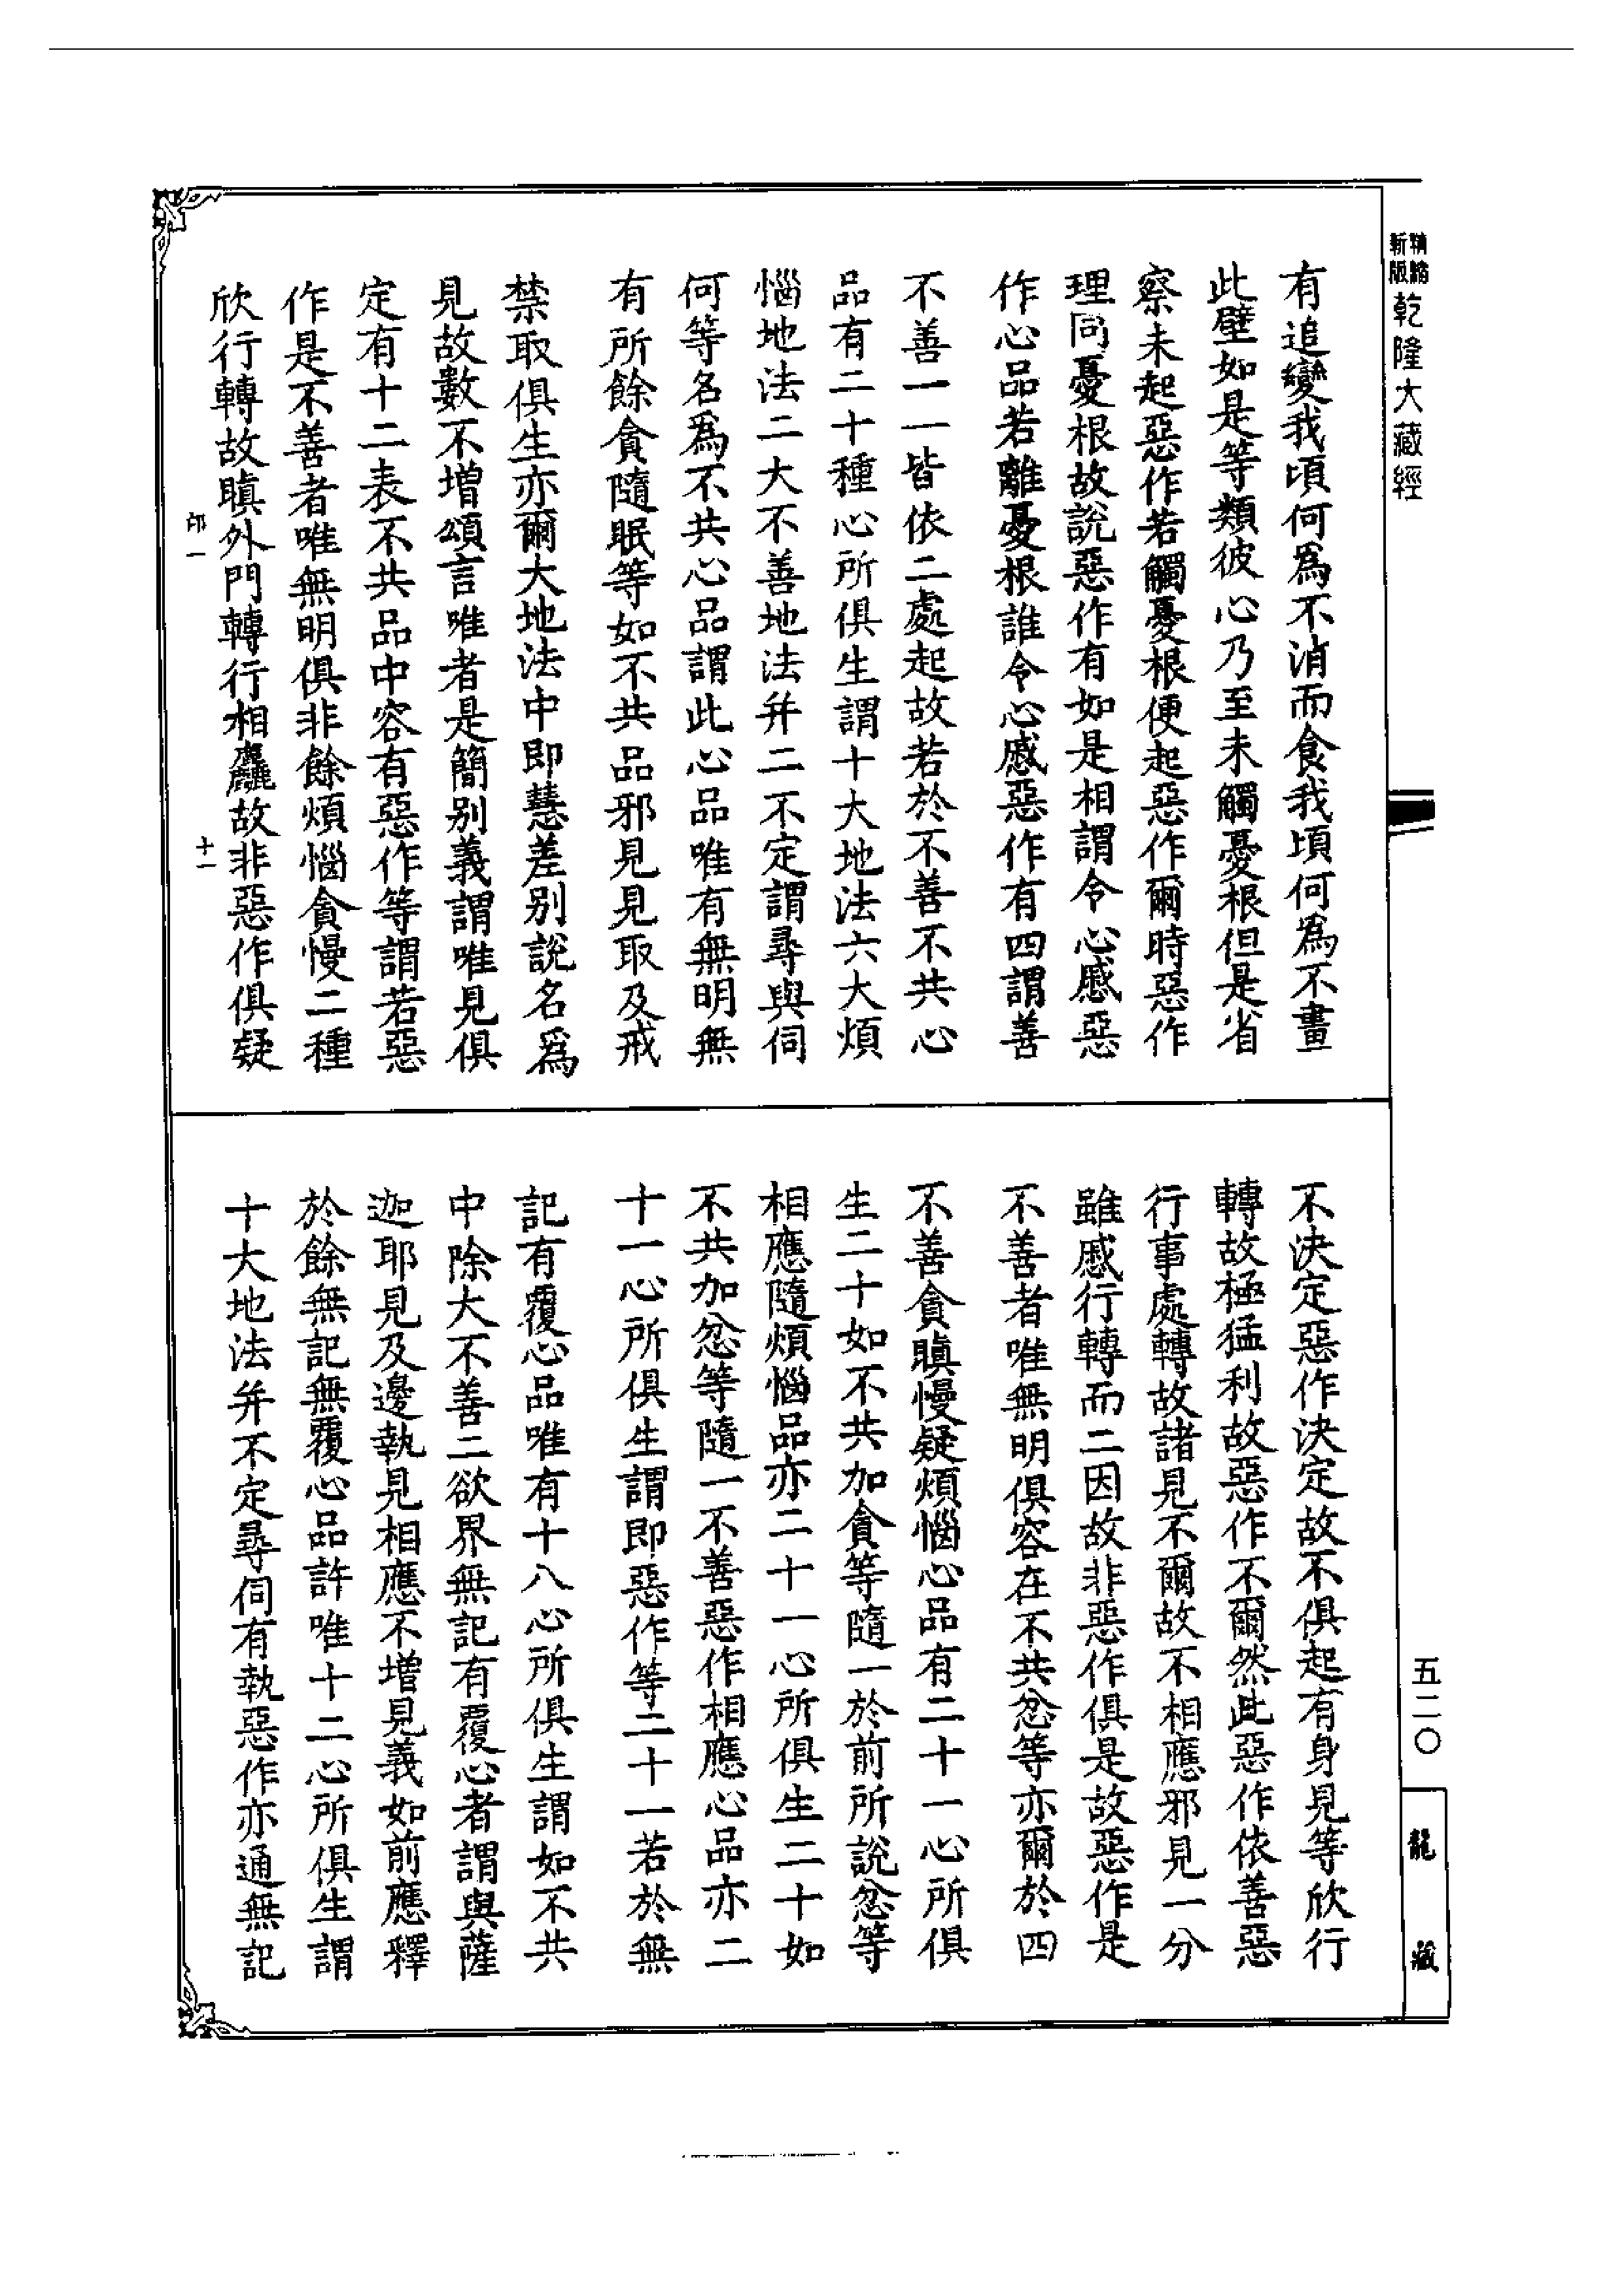 新版精縮乾隆大藏經
有追變我頃何為不消而食我頃何為不畫
此壁如是等類彼心乃至未觸憂根但是省
察未起惡作若觸憂根便起惡作爾時惡作
理同憂根故說惡作有如是相謂令心慼惡
作心品若離憂根誰令心慼惡作有四謂善
不善一一皆依二處起故若於不善不共心
品有二十種心所俱生謂十大地法六大煩
惱地法二大不善地法并二不定謂尋與伺
何等名為不共心品謂此心品唯有無明無
有所餘貪隨眠等如不共品邪見見取及戒
禁取俱生亦爾大地法中即慧差別說名為
見故數不增頌言唯者是簡別義謂唯見俱
定有十二表不共品中容有惡作等謂若惡
作是不善者唯無明俱非餘煩惱貪慢二種
欣行轉故瞋外門轉行相麤故非惡作俱疑
印一 十一
不決定惡作決定故不俱起有身見等欣行
轉故極猛利故惡作不爾然此惡作依善惡
行事處轉故諸見不爾故不相應邪見一分
雖慼行轉而二因故非惡作俱是故惡作是
不善者唯無明俱容在不共忿等亦爾於四
不善貪瞋慢疑煩惱心品有二十一心所俱
生二十如不共加貪等隨一於前所說忿等
相應隨煩惱品亦二十一心所俱生二十如
不共加忿等隨一不善惡作相應心品亦二
十一心所俱生謂即惡作等二十一若於無
記有覆心品唯有十八心所俱生謂如不共
中除大不善二欲界無記有覆心者謂與薩
迦耶見及邊執見相應不增見義如前應釋
於餘無記無覆心品許唯十二心所俱生謂
十大地法并不定尋伺有執惡作亦通無記
五二〇
龍藏